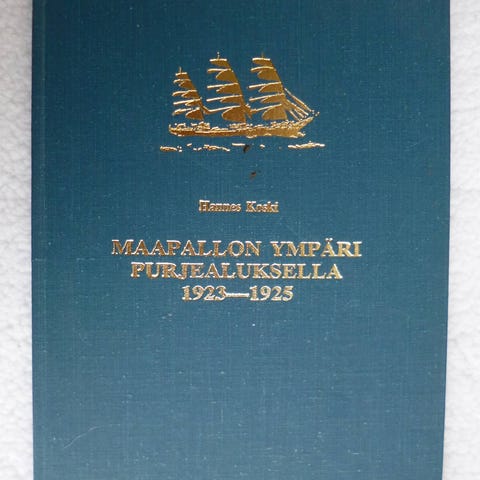 Hannes Koski
MAAPALLON YMPÄRI
PURJEALUKSELLA
1923—1925